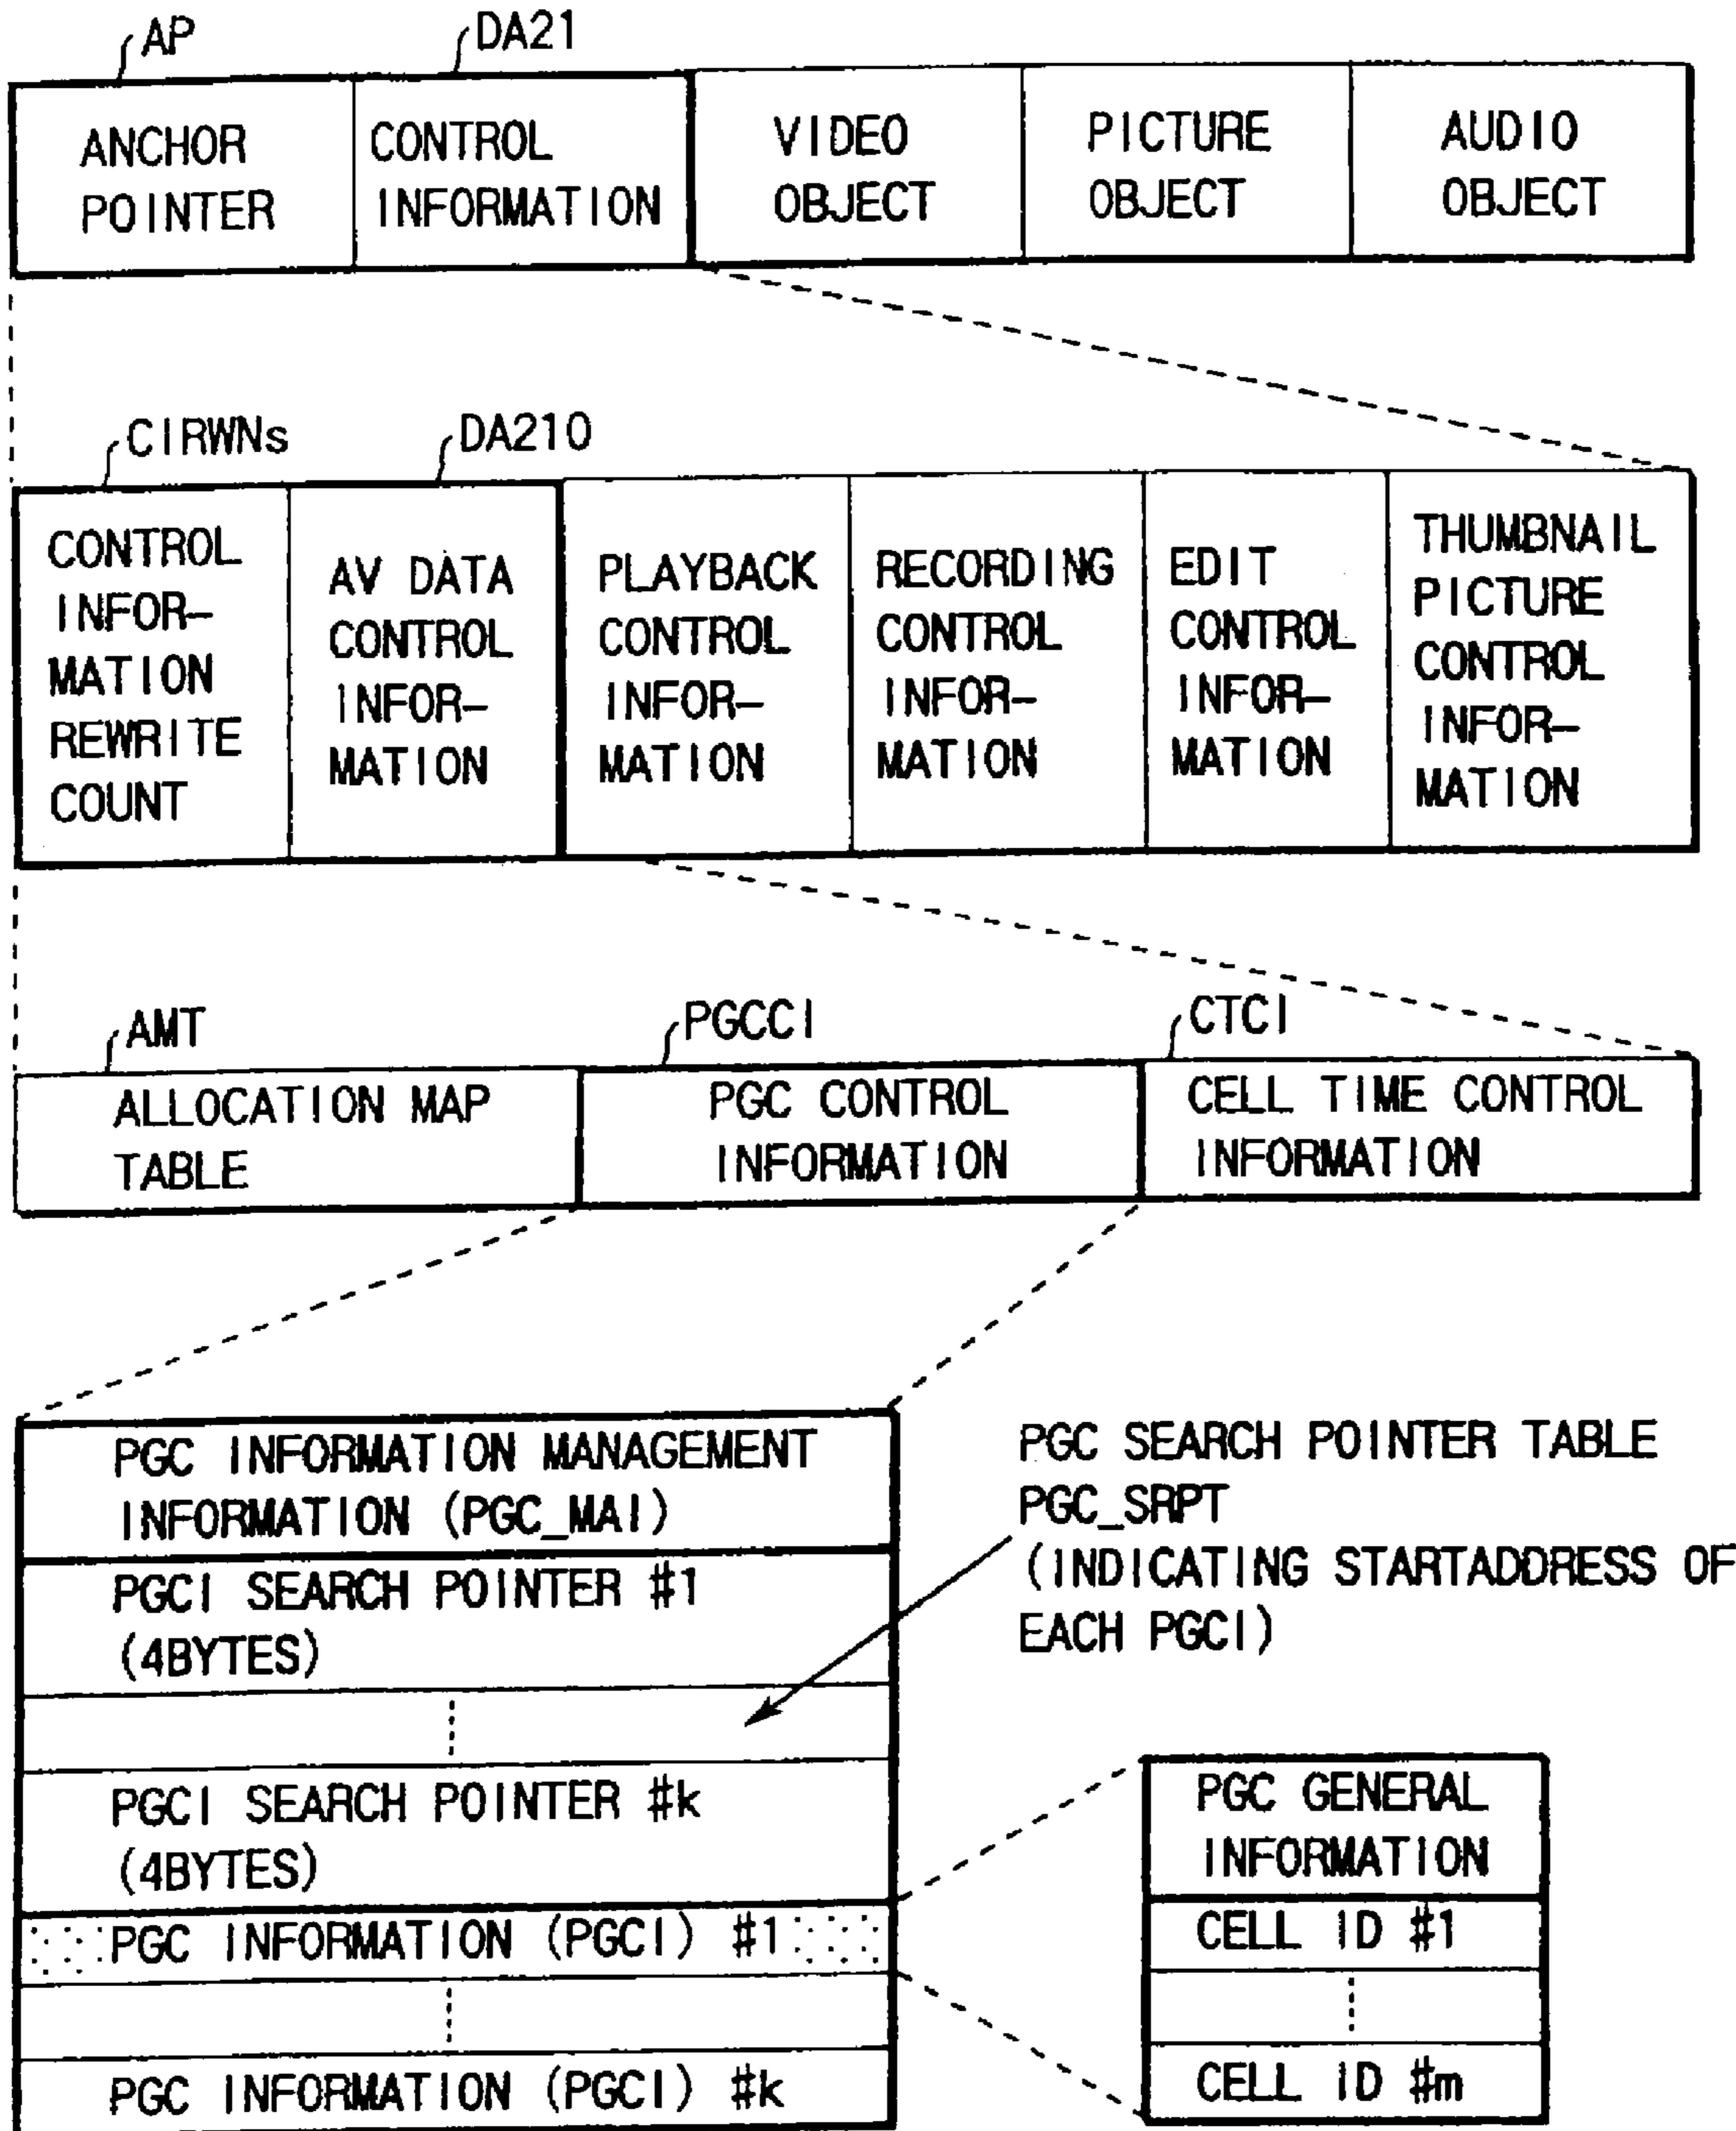 AP
DA21
ANCHOR
POINTER
CONTROL
INFORMATION
VIDEO
OBJECT
PICTURE
OBJECT
AUDIO
OBJECT
CIRWNs
DA210
CONTROL
INFOR-
MATION
REWRITE
COUNT
AV DATA
CONTROL
INFOR-
MATION
PLAYBACK
CONTROL
INFOR-
MATION
RECORDING
CONTROL
INFOR-
MATION
EDIT
CONTROL
INFOR-
MATION
THUMBNAIL
PICTURE
CONTROL
INFOR-
MATION
AMT
PGCCI
CTCI
ALLOCATION MAP
TABLE
PGC CONTROL
INFORMATION
CELL TIME CONTROL
INFORMATION
PGC INFORMATION MANAGEMENT
INFORMATION (PGC_MAI)
PGCI SEARCH POINTER #1
(4BYTES)
PGCI SEARCH POINTER #k
(4BYTES)
PGC INFORMATION (PGCI) #1
PGC INFORMATION (PGCI) #k
PGC SEARCH POINTER TABLE
PGC_SRPT
(INDICATING STARTADDRESS OF
EACH PGCI)
PGC GENERAL
INFORMATION
CELL ID #1
CELL ID #m